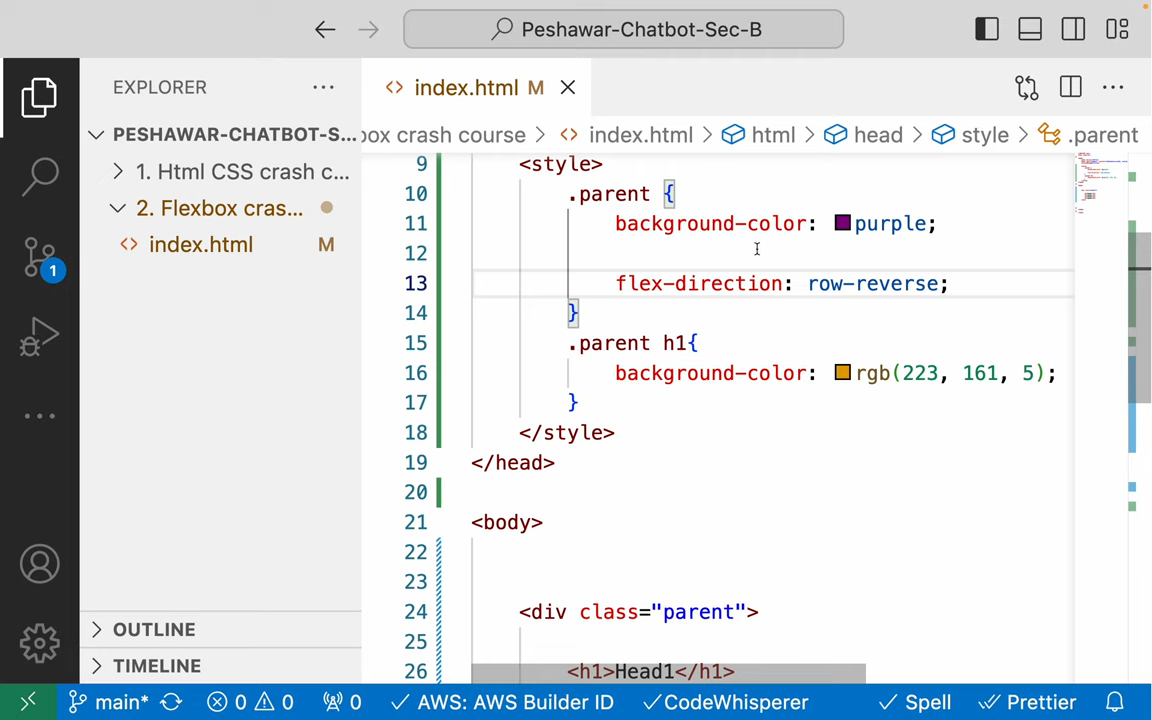 Peshawar-Chatbot-Sec-B
EXPLORER
PESHAWAR-CHATBOT-S...
1. Html CSS crash c...
2. Flexbox cras...
index.html M
OUTLINE
TIMELINE
index.html M
box crash course > index.html > html > head > style > .parent
9 <style>
10 .parent {
11 background-color: purple;
12
13 flex-direction: row-reverse;
14 }
15 .parent h1{
16 background-color: rgb(223, 161, 5);
17 }
18 </style>
19 </head>
20
21 <body>
22
23
24 <div class="parent">
25
26 <h1>Head1</h1>
1
main* 0 0 0 AWS: AWS Builder ID CodeWhisperer Spell Prettier